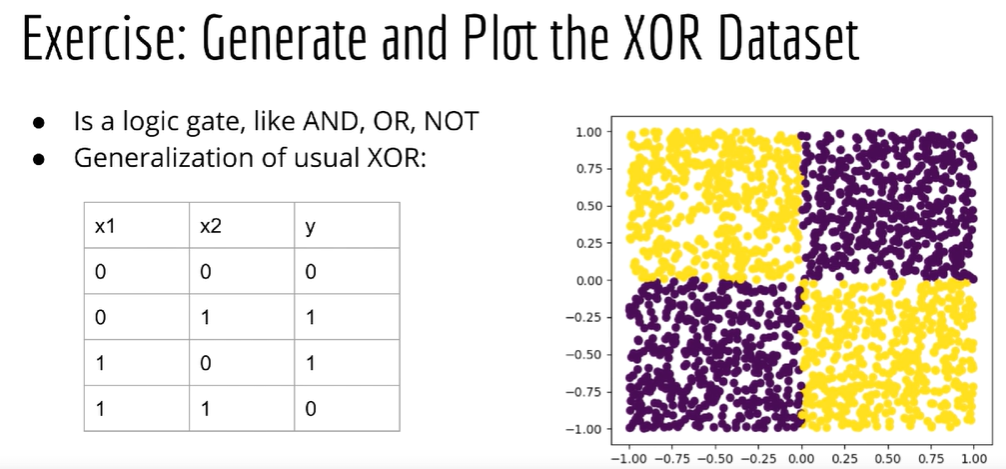 Exercise: Generate and Plot the XOR Dataset
● Is a logic gate, like AND, OR, NOT
● Generalization of usual XOR:
x1 x2 y
0 0 0
0 1 1
1 0 1
1 1 0
1.00
0.75
0.50
0.25
0.00
−0.25
−0.50
−0.75
−1.00
−1.00 −0.75 −0.50 −0.25 0.00 0.25 0.50 0.75 1.00